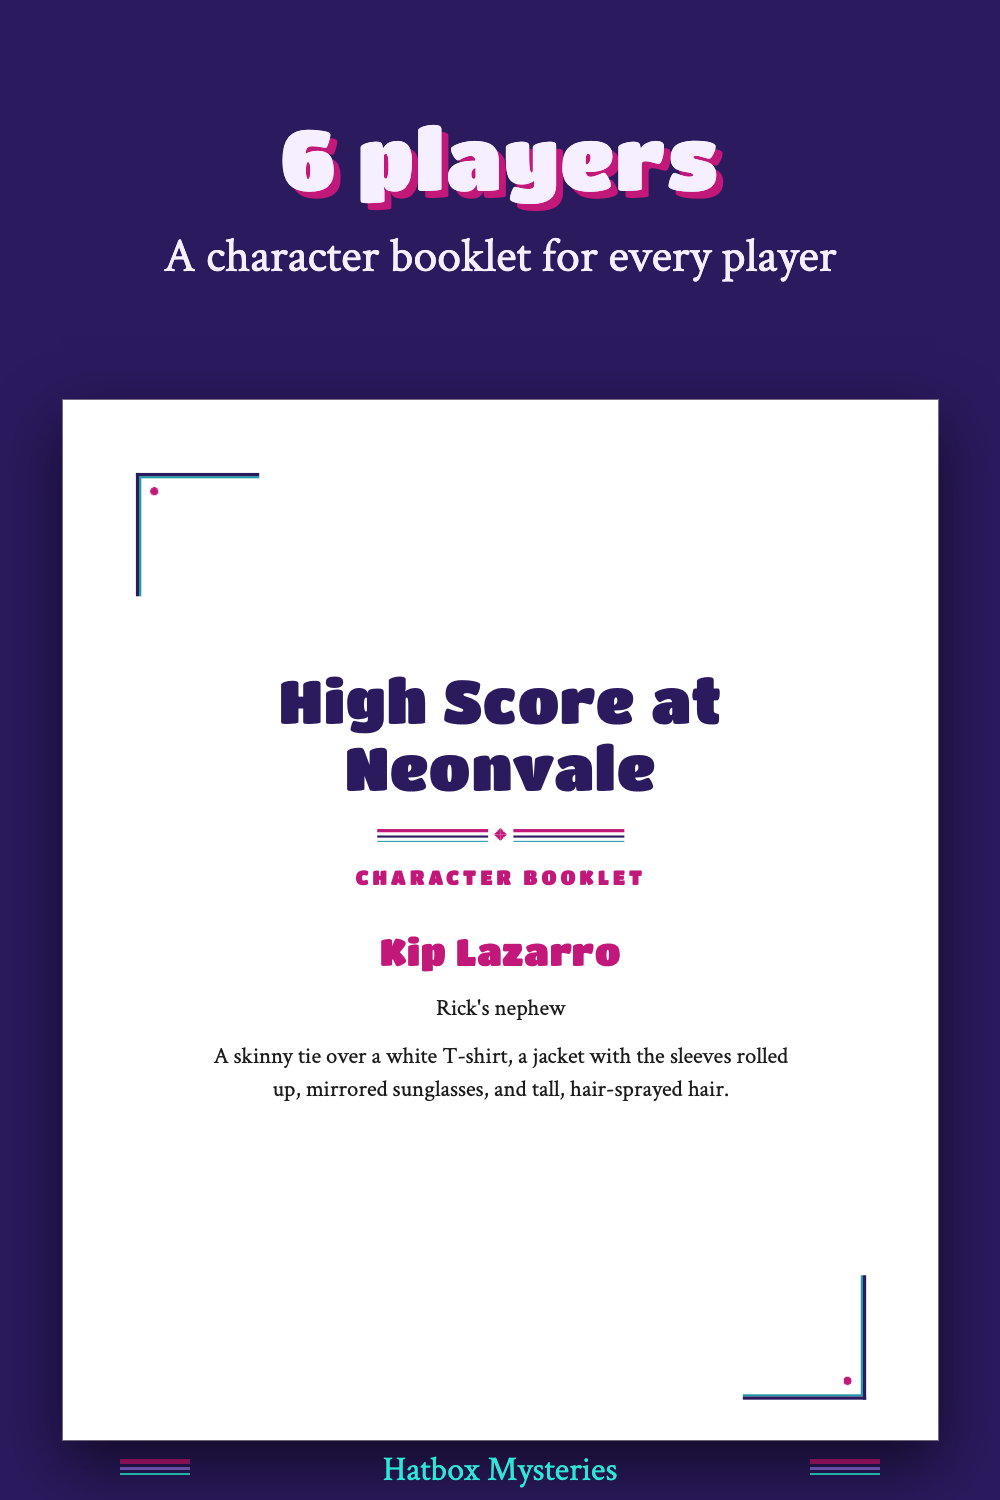 6 players
A character booklet for every player
High Score at
Neonvale
CHARACTER BOOKLET
Kip Lazarro
Rick's nephew
A skinny tie over a white T-shirt, a jacket with the sleeves rolled
up, mirrored sunglasses, and tall, hair-sprayed hair.
Hatbox Mysteries